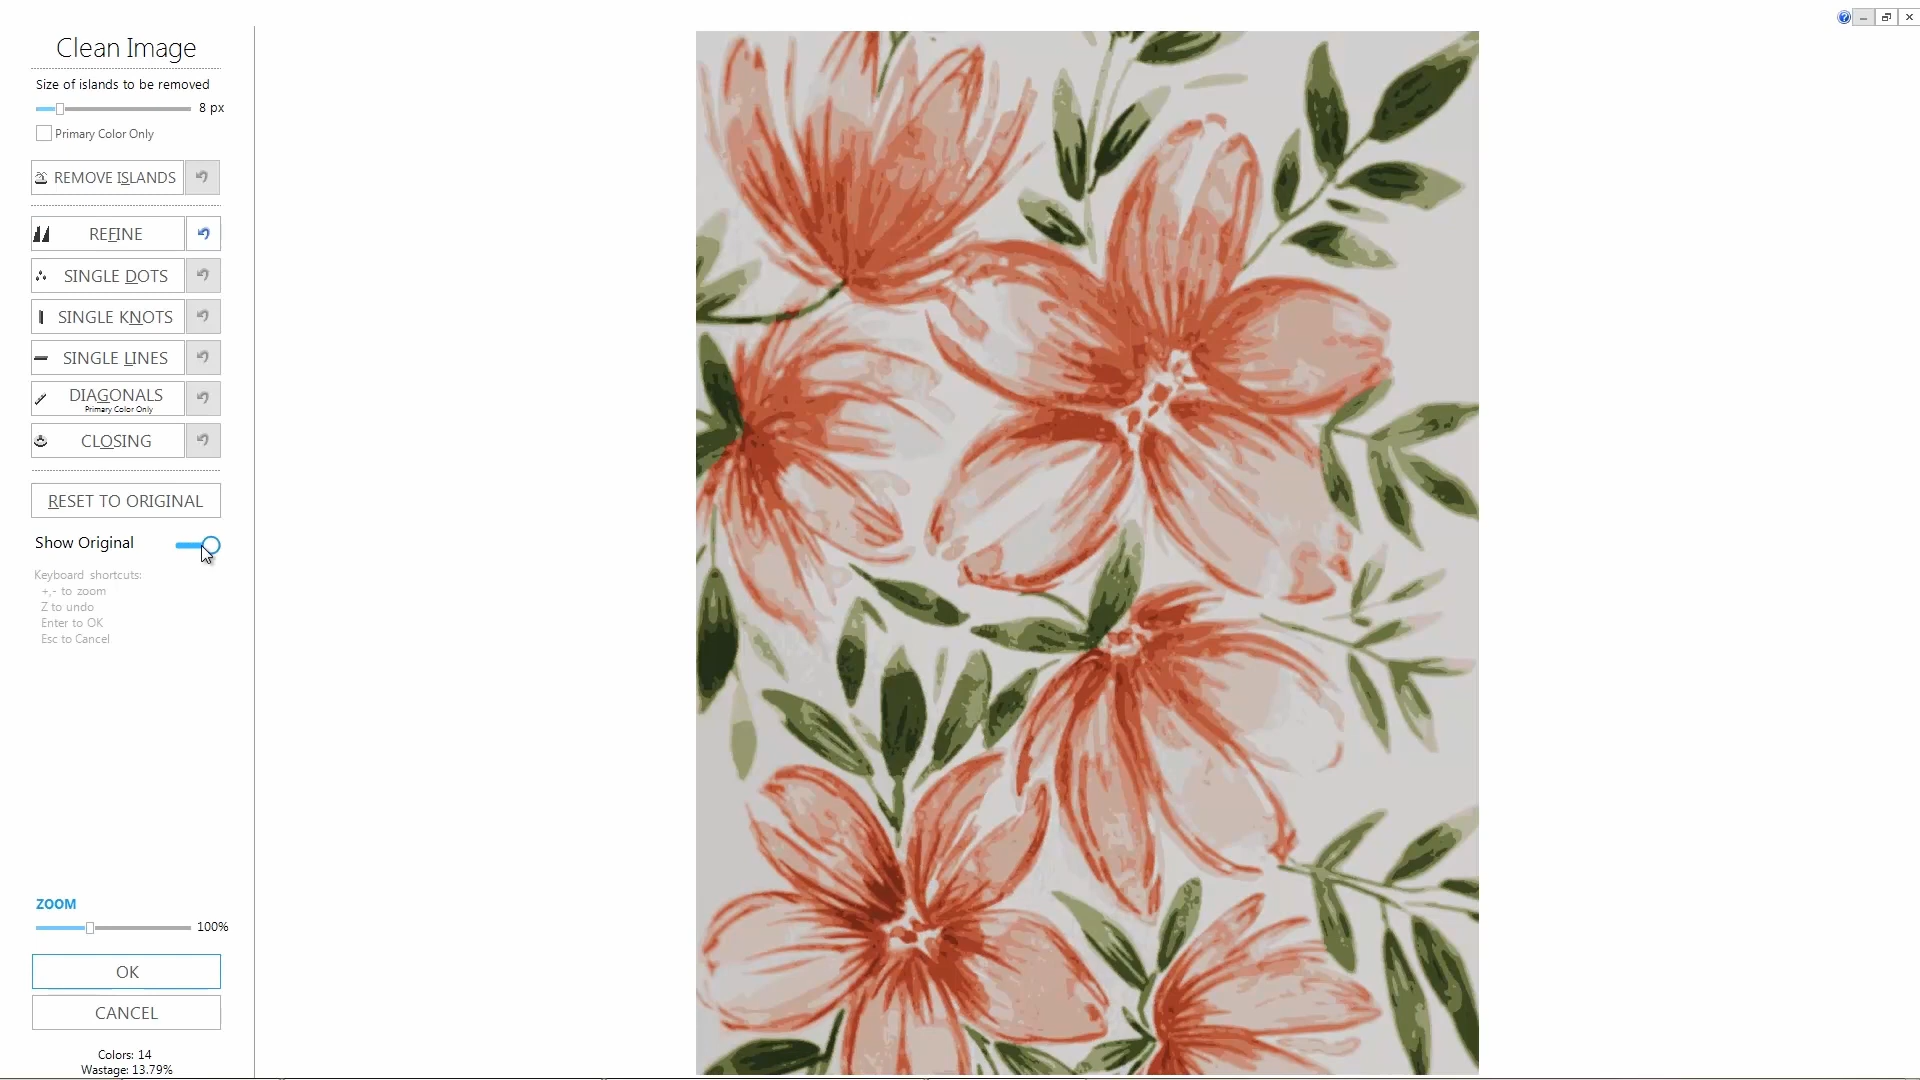 Clean Image
Size of islands to be removed
8 px
Primary Color Only
REMOVE ISLANDS
REFINE
SINGLE DOTS
SINGLE KNOTS
SINGLE LINES
DIAGONALS
Primary Color Only
CLOSING
RESET TO ORIGINAL
Show Original
Keyboard shortcuts:
+,- to zoom
Z to undo
Enter to OK
Esc to Cancel
ZOOM
100%
OK
CANCEL
Colors: 14
Wastage: 13.79%